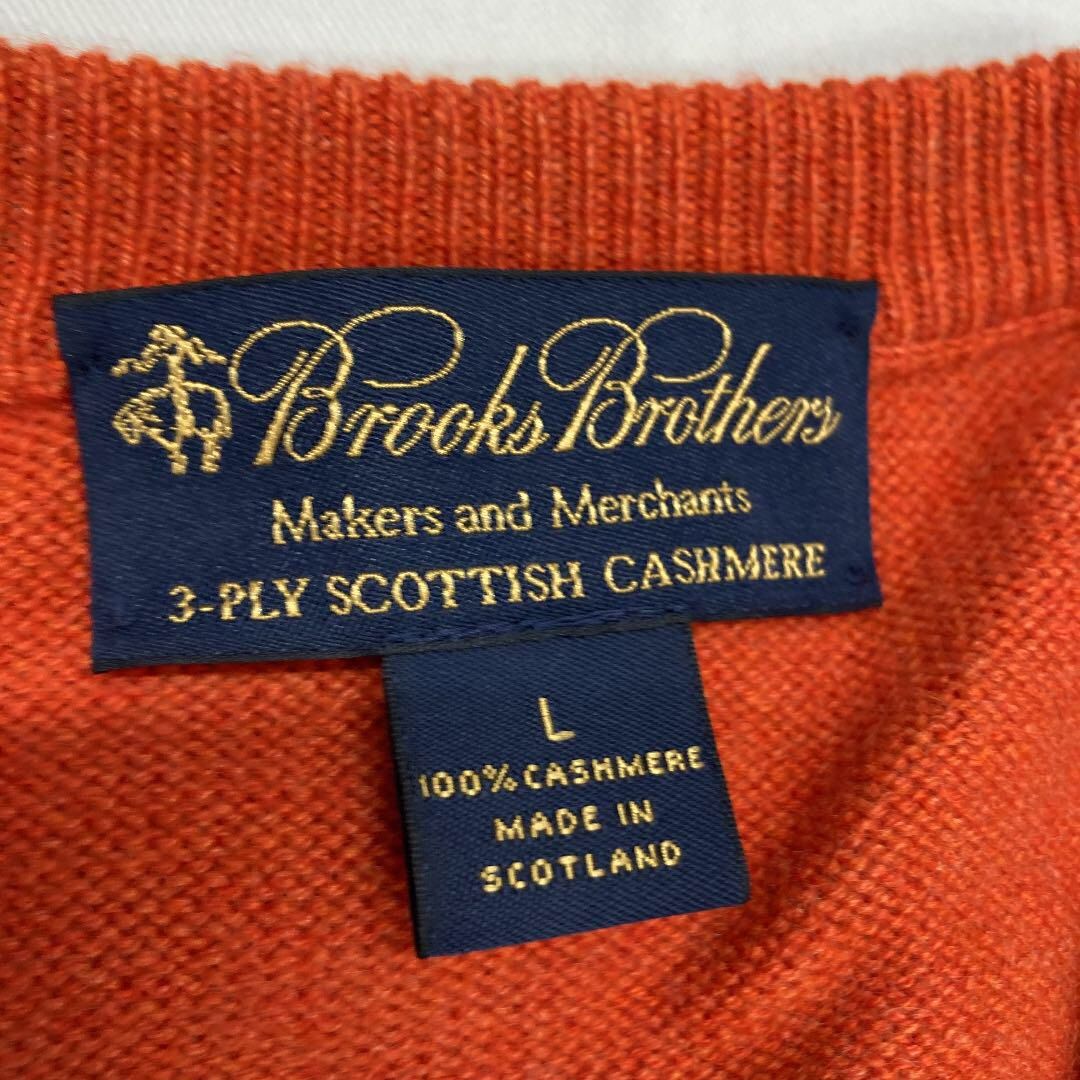 Brooks Brothers
Makers and Merchants
3-PLY SCOTTISH CASHMERE
L
100% CASHMERE
MADE IN
SCOTLAND